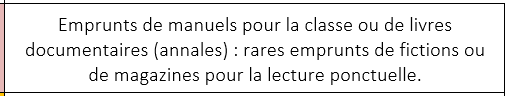 Emprunts de manuels pour la classe ou de livres
documentaires (annales) : rares emprunts de fictions ou
de magazines pour la lecture ponctuelle.